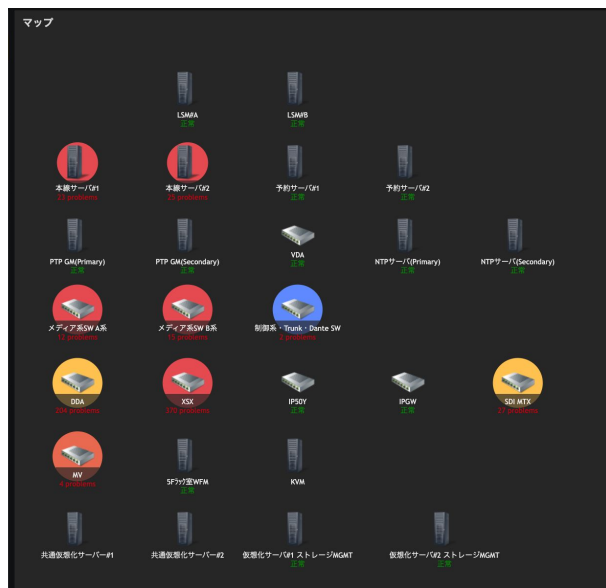 マップ
LSM#A
正常
LSM#B
正常
本線サーバ#1
23 problems
本線サーバ#2
25 problems
予約サーバ#1
正常
予約サーバ#2
正常
PTP GM(Primary)
正常
PTP GM(Secondary)
正常
VDA
正常
NTPサーバ(Primary)
正常
NTPサーバ(Secondary)
正常
メディア系SW A系
12 problems
メディア系SW B系
15 problems
制御系・Trunk・Dante SW
2 problems
DDA
304 problems
XSX
370 problems
IP50Y
正常
IPGW
正常
SDI MTX
27 problems
MV
problems
5Fラック室WFM
正常
KVM
共通仮想化サーバー#1
共通仮想化サーバー#2
仮想化サーバ#1 ストレージMGMT
正常
仮想化サーバ#2 ストレージMGMT
正常